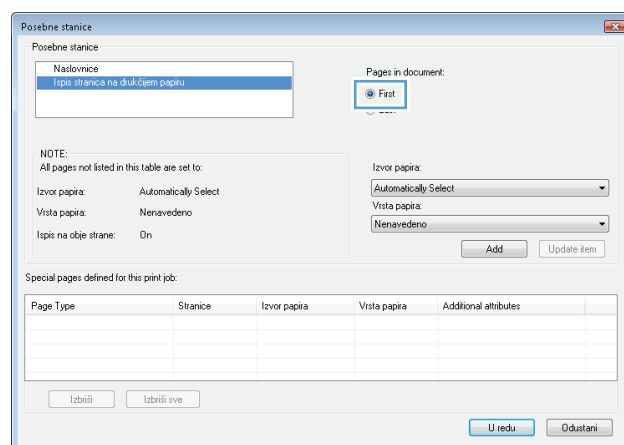 Posebne stanice
Posebne stanice
Naslovnice
Ispis stranica na drukčijem papiru
Pages in document:
First
NOTE:
All pages not listed in this table are set to:
Izvor papira: Automatically Select
Vrsta papira: Nenavedeno
Ispis na obje strane: On
Izvor papira:
Automatically Select
Vrsta papira:
Nenavedeno
Add Update item
Special pages defined for this print job:
Page Type Stranice Izvor papira Vrsta papira Additional attributes
Izbriši Izbriši sve
U redu Odustani